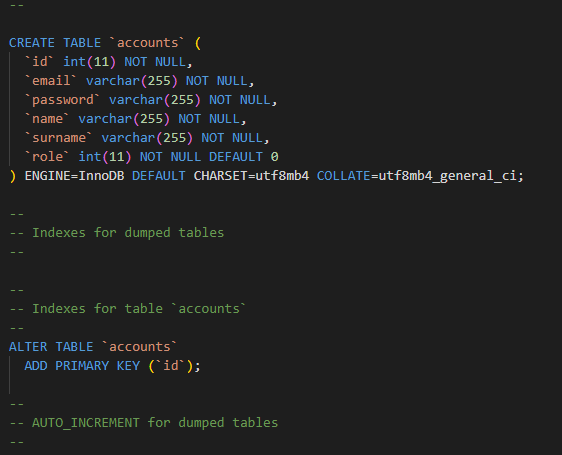 --
CREATE TABLE `accounts` (
  `id` int(11) NOT NULL,
  `email` varchar(255) NOT NULL,
  `password` varchar(255) NOT NULL,
  `name` varchar(255) NOT NULL,
  `surname` varchar(255) NOT NULL,
  `role` int(11) NOT NULL DEFAULT 0
) ENGINE=InnoDB DEFAULT CHARSET=utf8mb4 COLLATE=utf8mb4_general_ci;
--
-- Indexes for dumped tables
--
--
-- Indexes for table `accounts`
--
ALTER TABLE `accounts`
  ADD PRIMARY KEY (`id`);
--
-- AUTO_INCREMENT for dumped tables
--